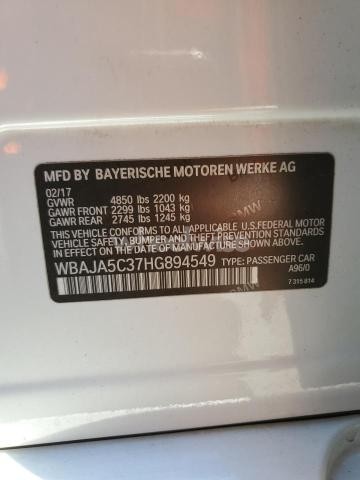 MFD BY BAYERISCHE MOTOREN WERKE AG
02/17
GVWR 4850 lbs 2200 kg
GAWR FRONT 2299 lbs 1043 kg
GAWR REAR 2745 lbs 1245 kg
THIS VEHICLE CONFORMS TO ALL APPLICABLE U.S.FEDERAL MOTOR
VEHICLE SAFETY, BUMPER, AND THEFT PREVENTION STANDARDS
IN EFFECT ON THE DATE OF MANUFACTURE SHOWN ABOVE.
WBAJA5C37HG894549 TYPE: PASSENGER CAR
A96/0
7 315 814